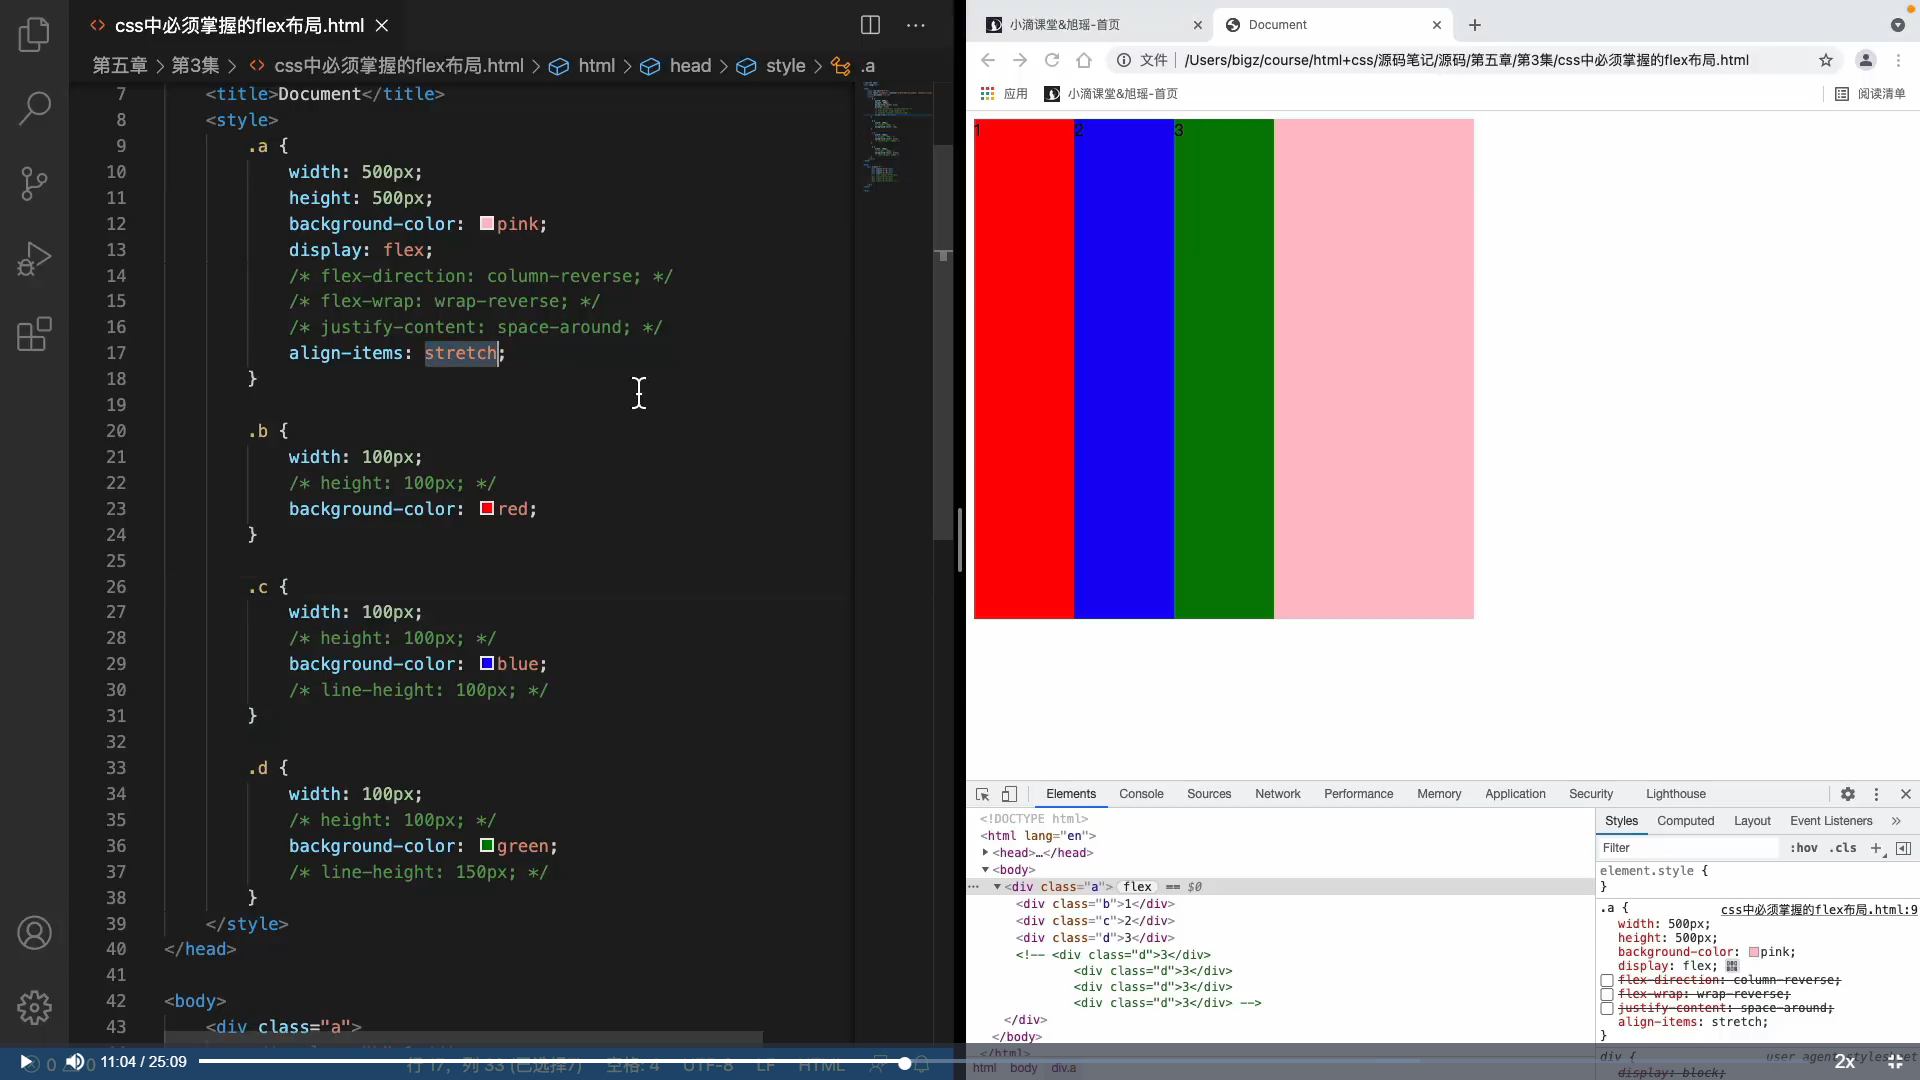 css中必须掌握的flex布局.html
第五章 > 第3集 > css中必须掌握的flex布局.html > html > head > style > .a
7 <title>Document</title>
8 <style>
9 .a {
10 width: 500px;
11 height: 500px;
12 background-color: pink;
13 display: flex;
14 /* flex-direction: column-reverse; */
15 /* flex-wrap: wrap-reverse; */
16 /* justify-content: space-around; */
17 align-items: stretch;
18 }
19
20 .b {
21 width: 100px;
22 /* height: 100px; */
23 background-color: red;
24 }
25
26 .c {
27 width: 100px;
28 /* height: 100px; */
29 background-color: blue;
30 /* line-height: 100px; */
31 }
32
33 .d {
34 width: 100px;
35 /* height: 100px; */
36 background-color: green;
37 /* line-height: 150px; */
38 }
39 </style>
40 </head>
41
42 <body>
43 <div class="a">
0 0 行 17，列 33 (已选择7) 空格: 4 UTF-8 LF HTML
11:04 / 25:09
2x
小滴课堂&旭瑶-首页
Document
文件 /Users/bigz/course/html+css/源码笔记/源码/第五章/第3集/css中必须掌握的flex布局.html
应用 小滴课堂&旭瑶-首页 阅读清单
1 2 3
Elements Console Sources Network Performance Memory Application Security Lighthouse
<!DOCTYPE html>
<html lang="en">
<head>…</head>
<body>
<div class="a"> flex == $0
<div class="b">1</div>
<div class="c">2</div>
<div class="d">3</div>
<!-- <div class="d">3</div>
<div class="d">3</div>
<div class="d">3</div>
<div class="d">3</div> -->
</div>
</body>
</html>
html body div.a
Styles Computed Layout Event Listeners »
Filter :hov .cls +
element.style {
}
.a { css中必须掌握的flex布局.html:9
width: 500px;
height: 500px;
background-color: pink;
display: flex;
flex-direction: column-reverse;
flex-wrap: wrap-reverse;
justify-content: space-around;
align-items: stretch;
}
div { user agent stylesheet
display: block;